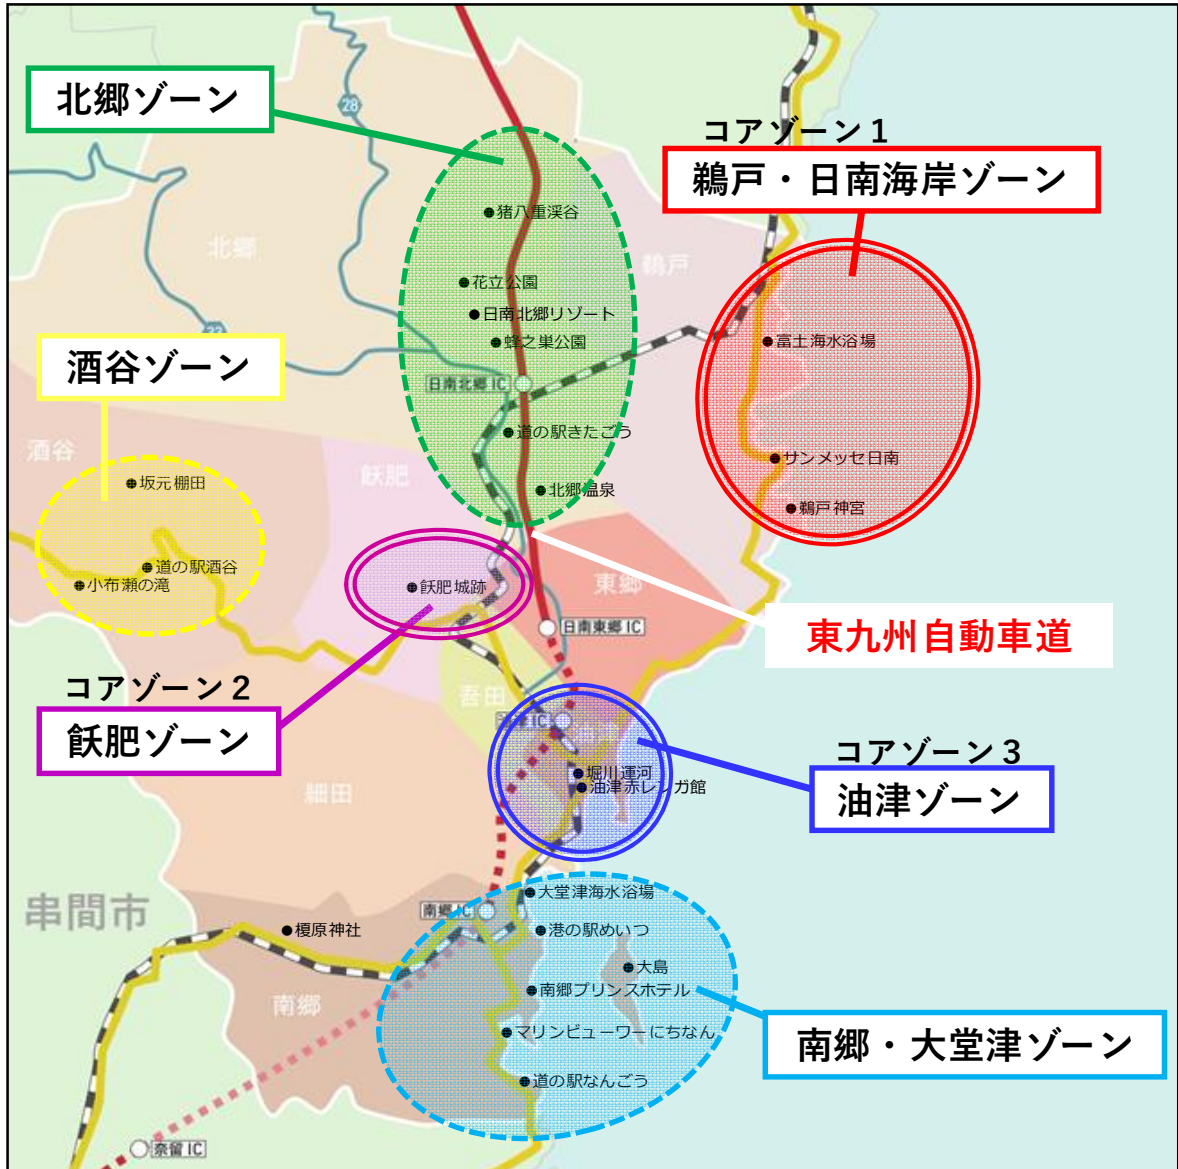 北郷ゾーン
28
コアゾーン１
鵜戸・日南海岸ゾーン
猪八重渓谷
北郷
鵜戸
花立公園
日南北郷リゾート
富土海水浴場
蜂之巣公園
酒谷ゾーン
日南北郷IC
道の駅きたごう
酒谷
飫肥
サンメッセ日南
坂元棚田
北郷温泉
鵜戸神宮
道の駅酒谷
小布瀬の滝
飫肥城跡
東郷
日南東郷IC
東九州自動車道
コアゾーン２
吾田
飫肥ゾーン
コアゾーン３
堀川運河
油津赤レンガ館
油津ゾーン
細田
大堂津海水浴場
串間市
南郷IC
榎原神社
港の駅めいつ
大島
南郷プリンスホテル
南郷
マリンビューワーにちなん
南郷・大堂津ゾーン
道の駅なんごう
奈留IC